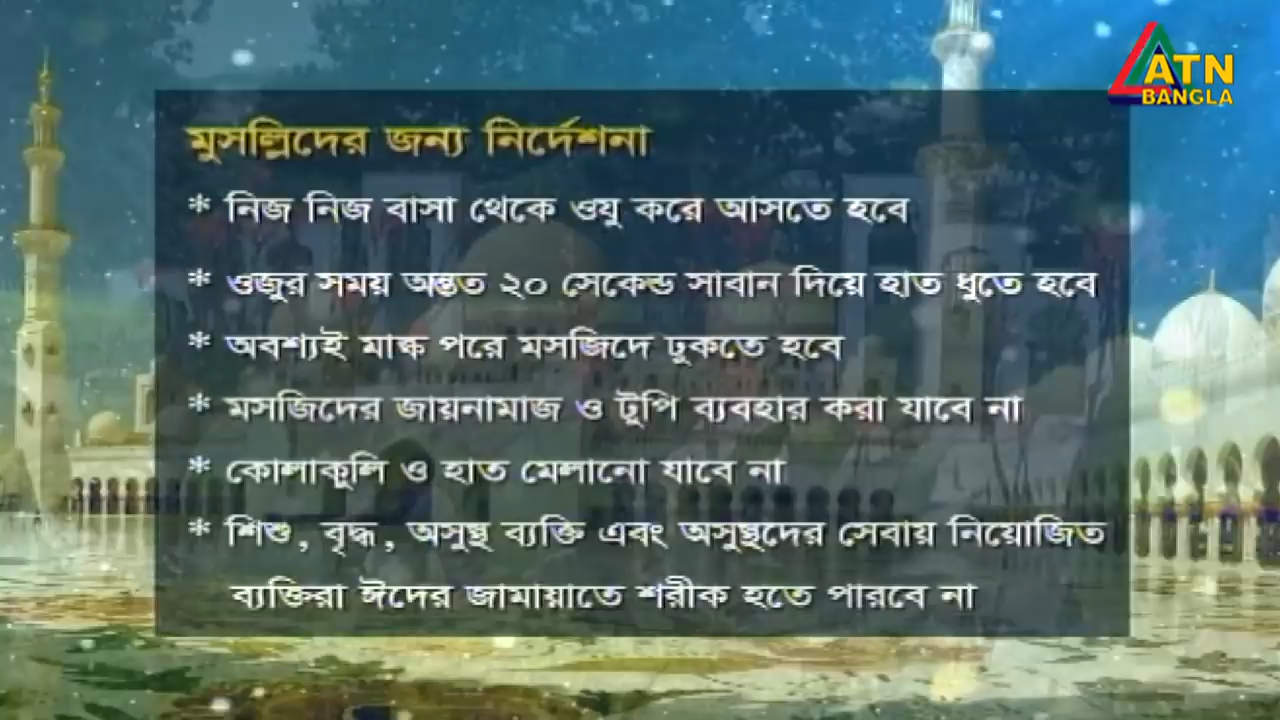 ATN
BANGLA
মুসল্লিদের জন্য নির্দেশনা
* নিজ নিজ বাসা থেকে ওযু করে আসতে হবে
* ওজুর সময় অন্তত ২০ সেকেন্ড সাবান দিয়ে হাত ধুতে হবে
* অবশ্যই মাস্ক পরে মসজিদে ঢুকতে হবে
* মসজিদের জায়নামাজ ও টুপি ব্যবহার করা যাবে না
* কোলাকুলি ও হাত মেলানো যাবে না
* শিশু, বৃদ্ধ, অসুস্থ ব্যক্তি এবং অসুস্থদের সেবায় নিয়োজিত
ব্যক্তিরা ঈদের জামায়াতে শরীক হতে পারবে না